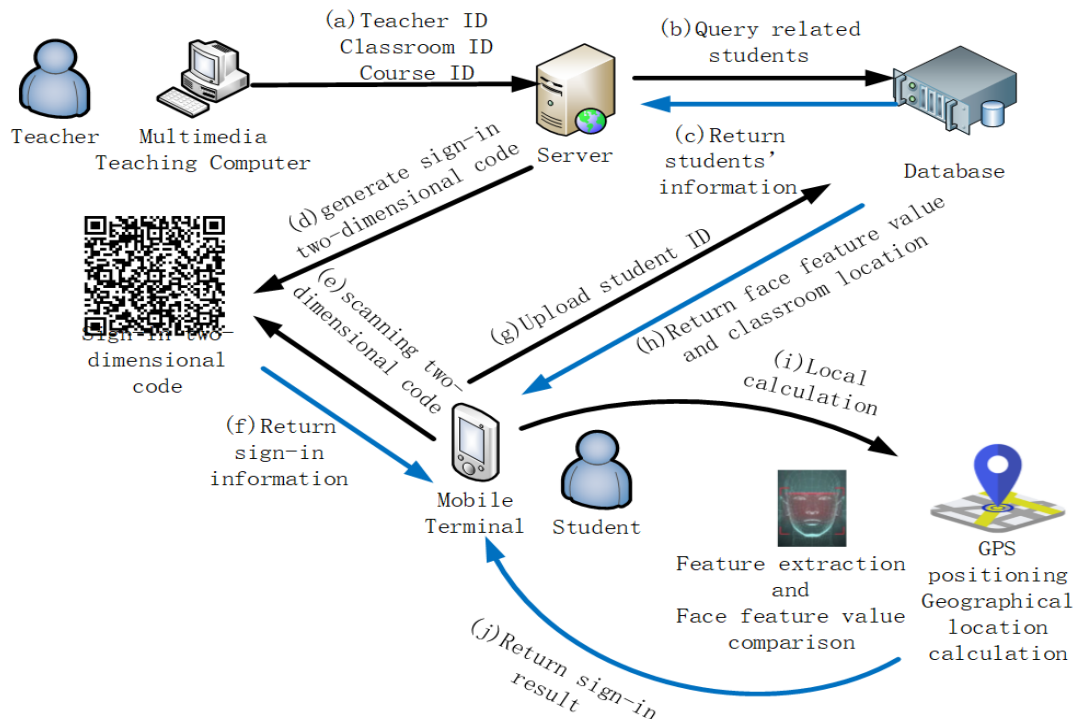 (a)Teacher ID
Classroom ID
Course ID
(b)Query related
students
Teacher
Multimedia
Teaching Computer
Server
(c)Return
students'
information
Database
(d)generate sign-in
two-dimensional code
(e)scanning two-
dimensional code
(g)Upload student ID
(h)Return face feature value
and classroom location
Sign-in two-
dimensional
code
(i)Local
calculation
(f)Return
sign-in
information
Mobile
Terminal
Student
Feature extraction
and
Face feature value
comparison
GPS
positioning
Geographical
location
calculation
(j)Return sign-in
result